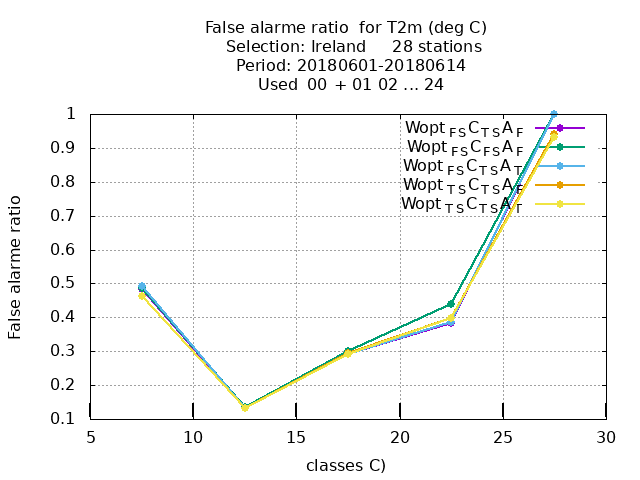 False alarme ratio  for T2m (deg C)
Selection: Ireland     28 stations
Period: 20180601-20180614
Used  00  + 01 02 ... 24
False alarme ratio
1
0.9
0.8
0.7
0.6
0.5
0.4
0.3
0.2
0.1
Wopt FS C TS A F
Wopt FS C FS A F
Wopt FS C TS A T
Wopt TS C TS A F
Wopt TS C TS A T
5 10 15 20 25 30
classes C)